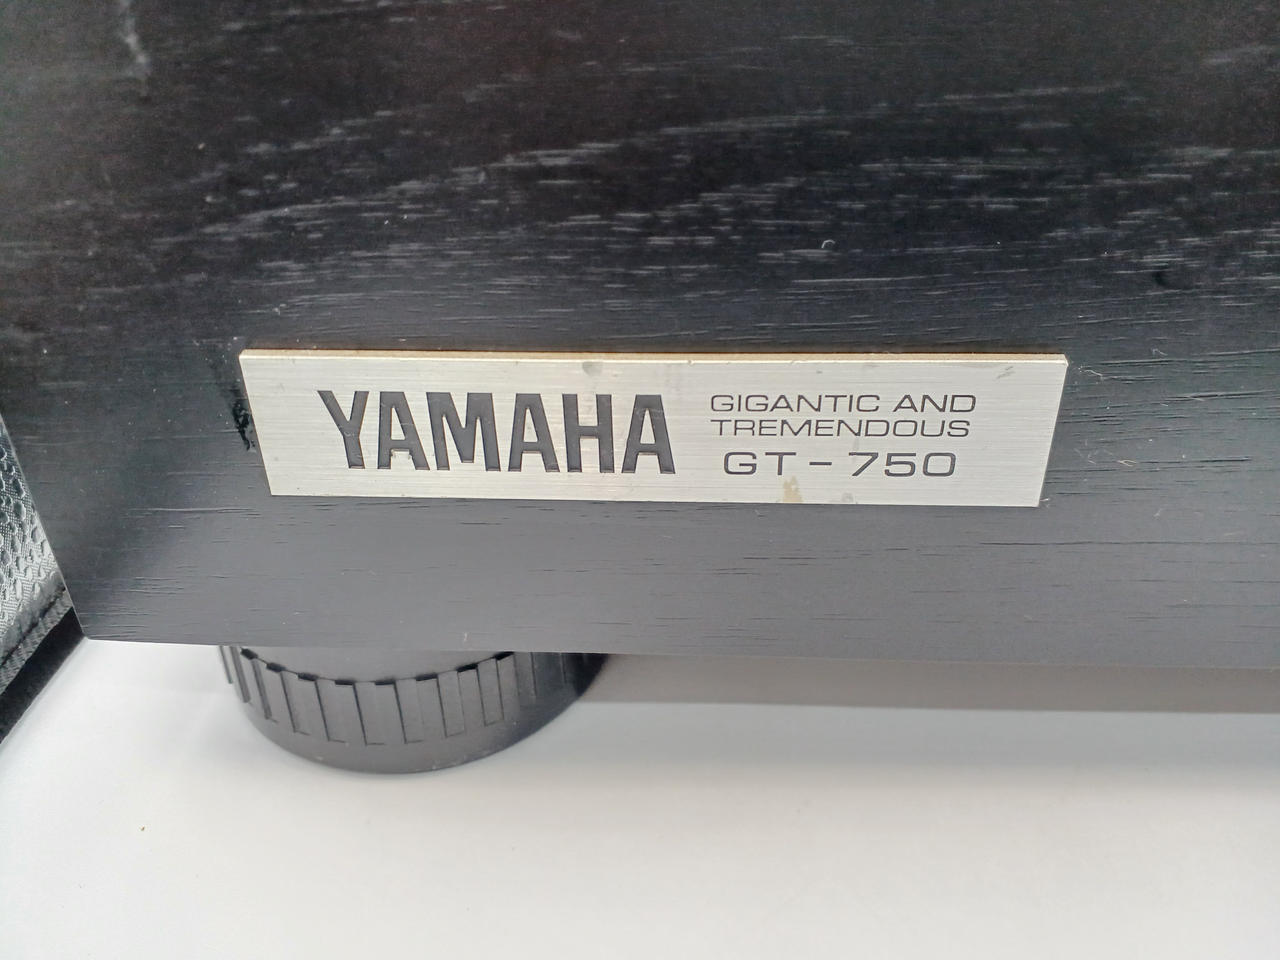 YAMAHA
GIGANTIC AND
TREMENDOUS
GT-750